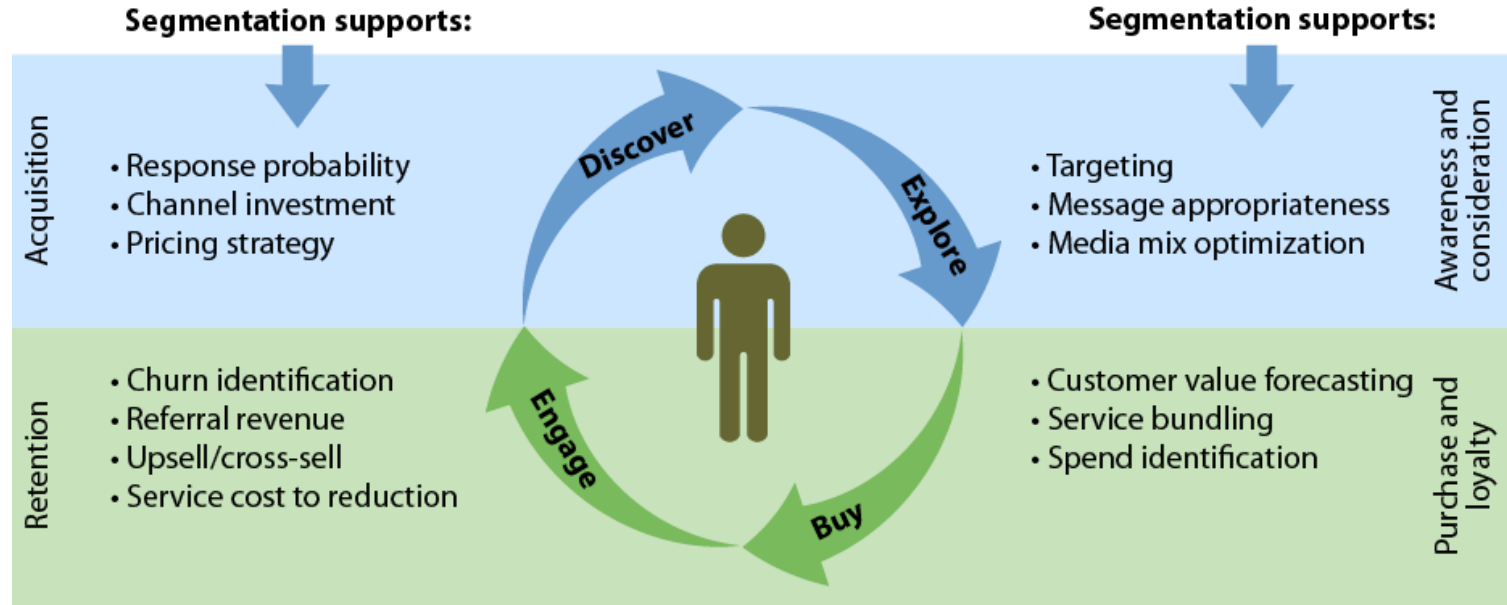 Segmentation supports:
Segmentation supports:
Acquisition
• Response probability
• Channel investment
• Pricing strategy
Discover
Explore
• Targeting
• Message appropriateness
• Media mix optimization
Awareness and
consideration
Retention
• Churn identification
• Referral revenue
• Upsell/cross-sell
• Service cost to reduction
Engage
Buy
• Customer value forecasting
• Service bundling
• Spend identification
Purchase and
loyalty